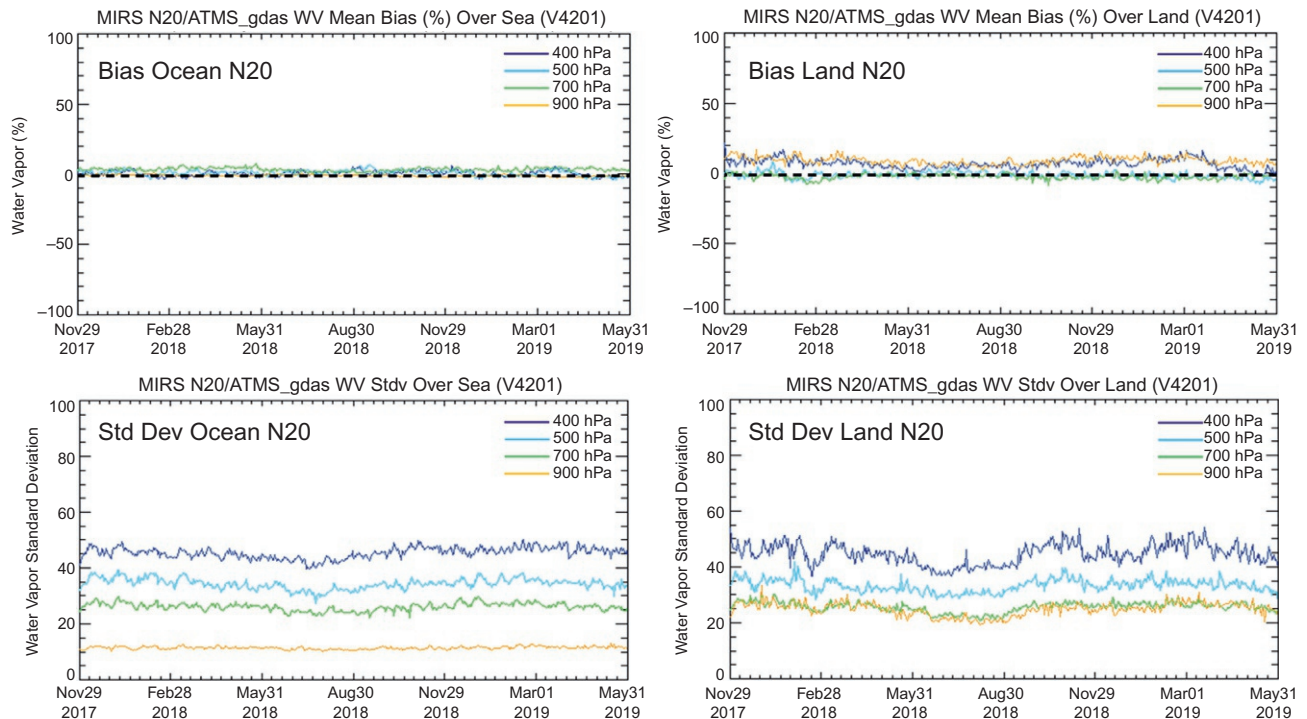 MIRS N20/ATMS_gdas WV Mean Bias (%) Over Sea (V4201)
100
50
0
–50
–100
Water Vapor (%)
Bias Ocean N20
400 hPa
500 hPa
700 hPa
900 hPa
Nov29 Feb28 May31 Aug30 Nov29 Mar01 May31
2017 2018 2018 2018 2018 2019 2019
MIRS N20/ATMS_gdas WV Mean Bias (%) Over Land (V4201)
100
50
0
–50
–100
Water Vapor (%)
Bias Land N20
400 hPa
500 hPa
700 hPa
900 hPa
Nov29 Feb28 May31 Aug30 Nov29 Mar01 May31
2017 2018 2018 2018 2018 2019 2019
MIRS N20/ATMS_gdas WV Stdv Over Sea (V4201)
100
80
60
40
20
0
Water Vapor Standard Deviation
Std Dev Ocean N20
400 hPa
500 hPa
700 hPa
900 hPa
Nov29 Feb28 May31 Aug30 Nov29 Mar01 May31
2017 2018 2018 2018 2018 2019 2019
MIRS N20/ATMS_gdas WV Stdv Over Land (V4201)
100
80
60
40
20
0
Water Vapor Standard Deviation
Std Dev Land N20
400 hPa
500 hPa
700 hPa
900 hPa
Nov29 Feb28 May31 Aug30 Nov29 Mar01 May31
2017 2018 2018 2018 2018 2019 2019